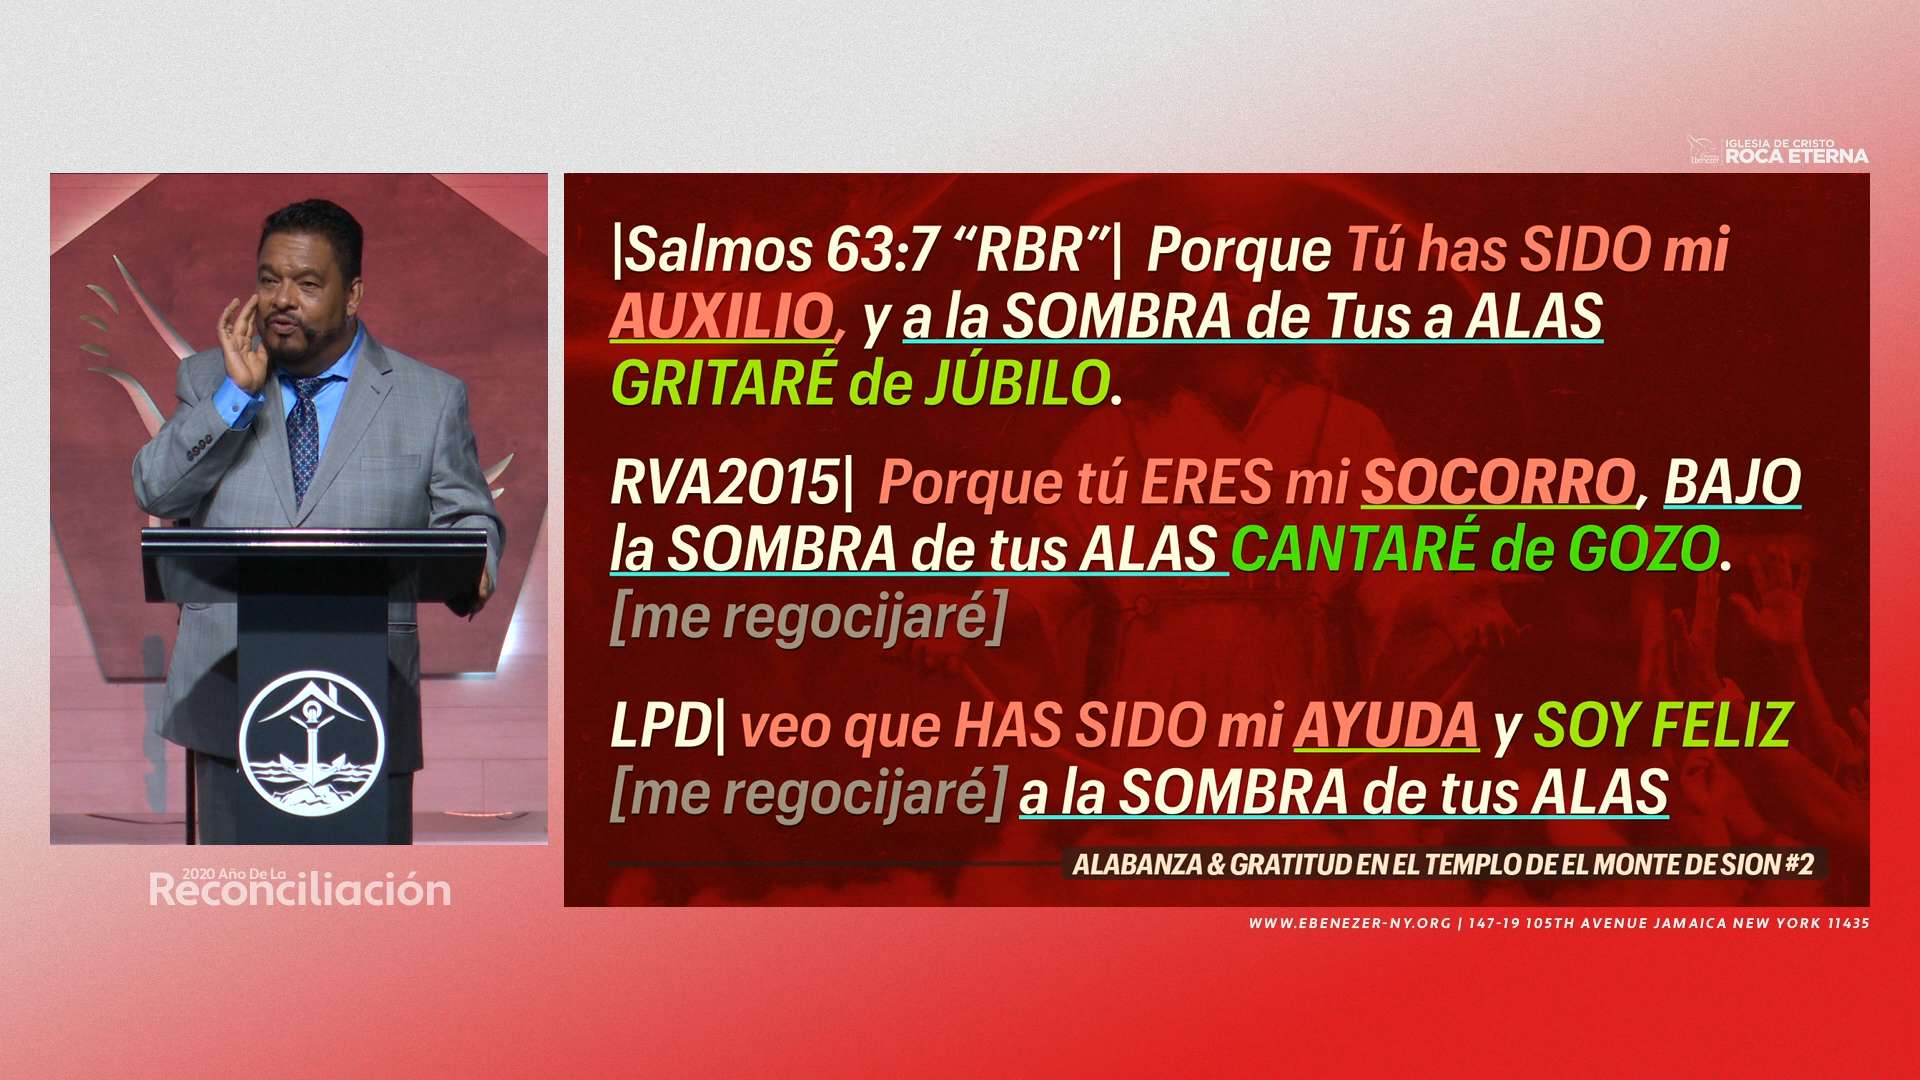 IGLESIA DE CRISTO
ROCA ETERNA
Ebenezer
|Salmos 63:7 “RBR”| Porque Tú has SIDO mi
AUXILIO, y a la SOMBRA de Tus a ALAS
GRITARÉ de JÚBILO.
RVA2015| Porque tú ERES mi SOCORRO, BAJO
la SOMBRA de tus ALAS CANTARÉ de GOZO.
[me regocijaré]
LPD| veo que HAS SIDO mi AYUDA y SOY FELIZ
[me regocijaré] a la SOMBRA de tus ALAS
ALABANZA & GRATITUD EN EL TEMPLO DE EL MONTE DE SION #2
2020 Año De La
Reconciliación
WWW.EBENEZER-NY.ORG | 147-19 105TH AVENUE JAMAICA NEW YORK 11435